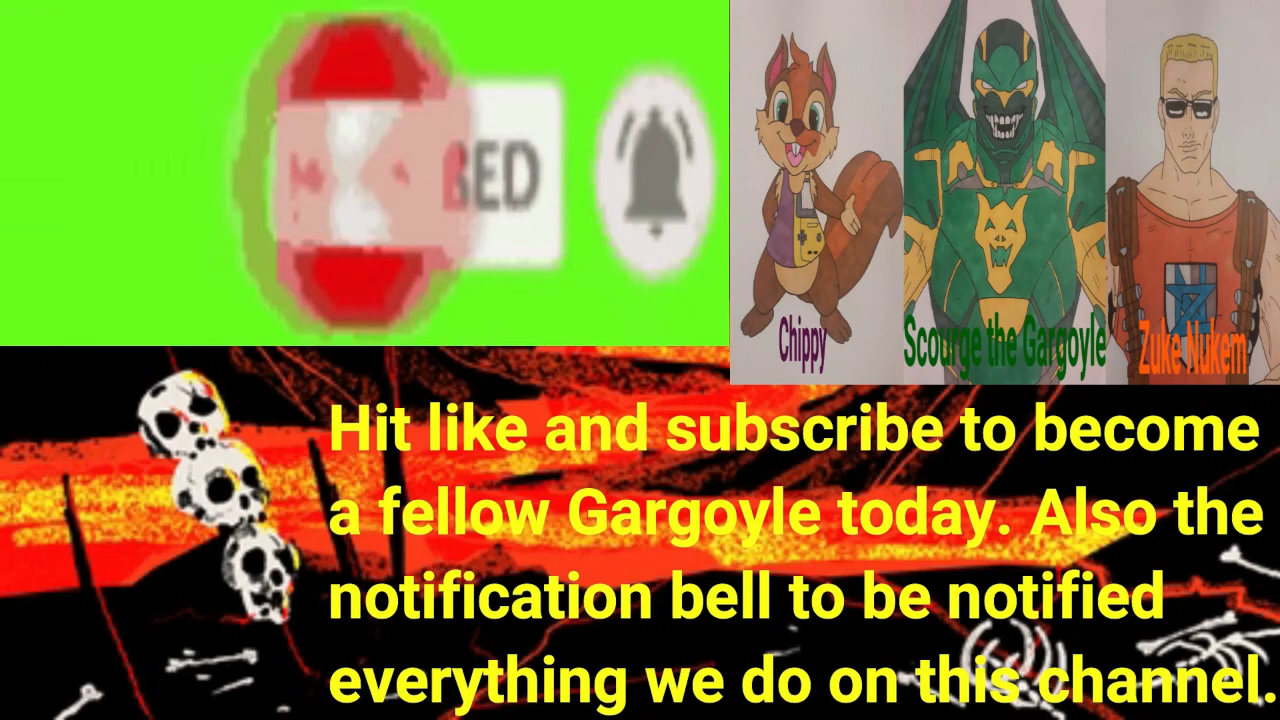 BED
Chippy
Scourge the Gargoyle
Zuke Nukem
Hit like and subscribe to become
a fellow Gargoyle today. Also the
notification bell to be notified
everything we do on this channel.